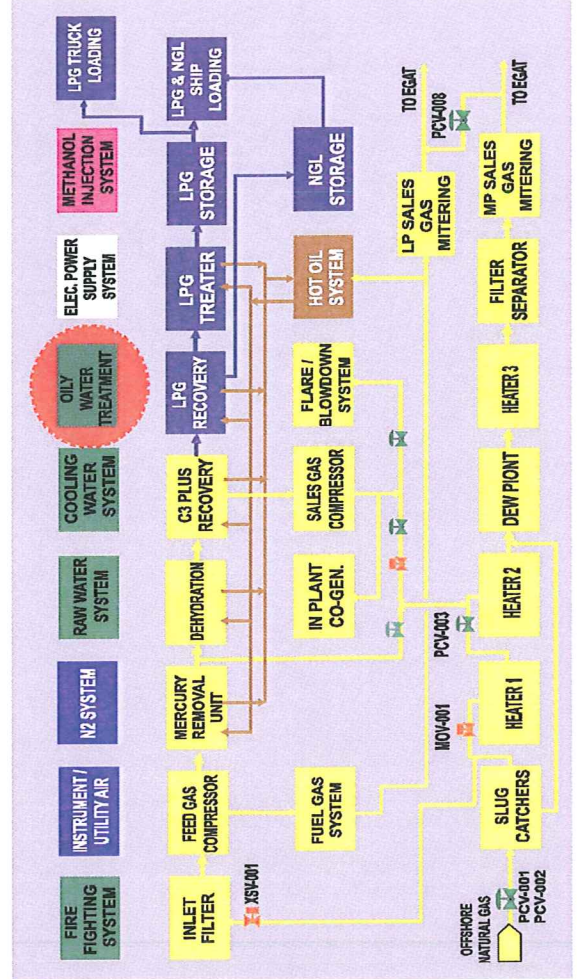 FIRE
FIGHTING
SYSTEM
INSTRUMENT /
UTILITY AIR
N2 SYSTEM
RAW WATER
SYSTEM
COOLING
WATER
SYSTEM
OILY
WATER
TREATMENT
ELEC. POWER
SUPPLY
SYSTEM
METHANOL
INJECTION
SYSTEM
LPG TRUCK
LOADING
INLET
FILTER
FEED GAS
COMPRESSOR
MERCURY
REMOVAL
UNIT
DEHYDRATION
C3 PLUS
RECOVERY
LPG
RECOVERY
LPG
TREATER
LPG
STORAGE
LPG & NGL
SHIP
LOADING
XSV-001
FUEL GAS
SYSTEM
IN PLANT
CO-GEN.
SALES GAS
COMPRESSOR
FLARE /
BLOWDOWN
SYSTEM
HOT OIL
SYSTEM
NGL
STORAGE
MOV-001
PCV-003
LP SALES
GAS
MITERING
PCV-008
TO EGAT
OFFSHORE
NATURAL GAS
PCV-001
PCV-002
SLUG
CATCHERS
HEATER 1
HEATER 2
DEW PIONT
HEATER 3
FILTER
SEPARATOR
MP SALES
GAS
MITERING
TO EGAT